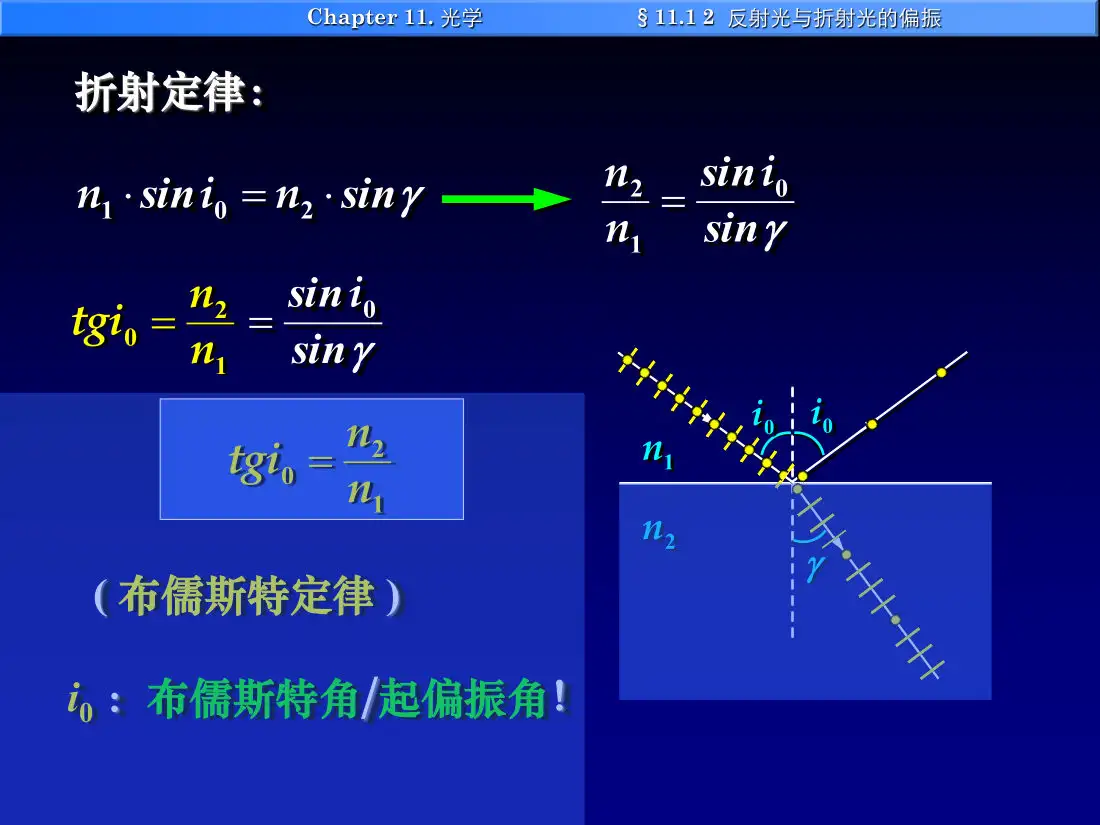 Chapter 11. 光学 § 11.1 2 反射光与折射光的偏振
折射定律：
n₁ · sin i₀ = n₂ · sin γ
n₂/n₁ = sin i₀/sin γ
tgi₀ = n₂/n₁ = sin i₀/sin γ
tgi₀ = n₂/n₁
( 布儒斯特定律 )
i₀ ： 布儒斯特角/起偏振角！
i₀ i₀
n₁
n₂
γ